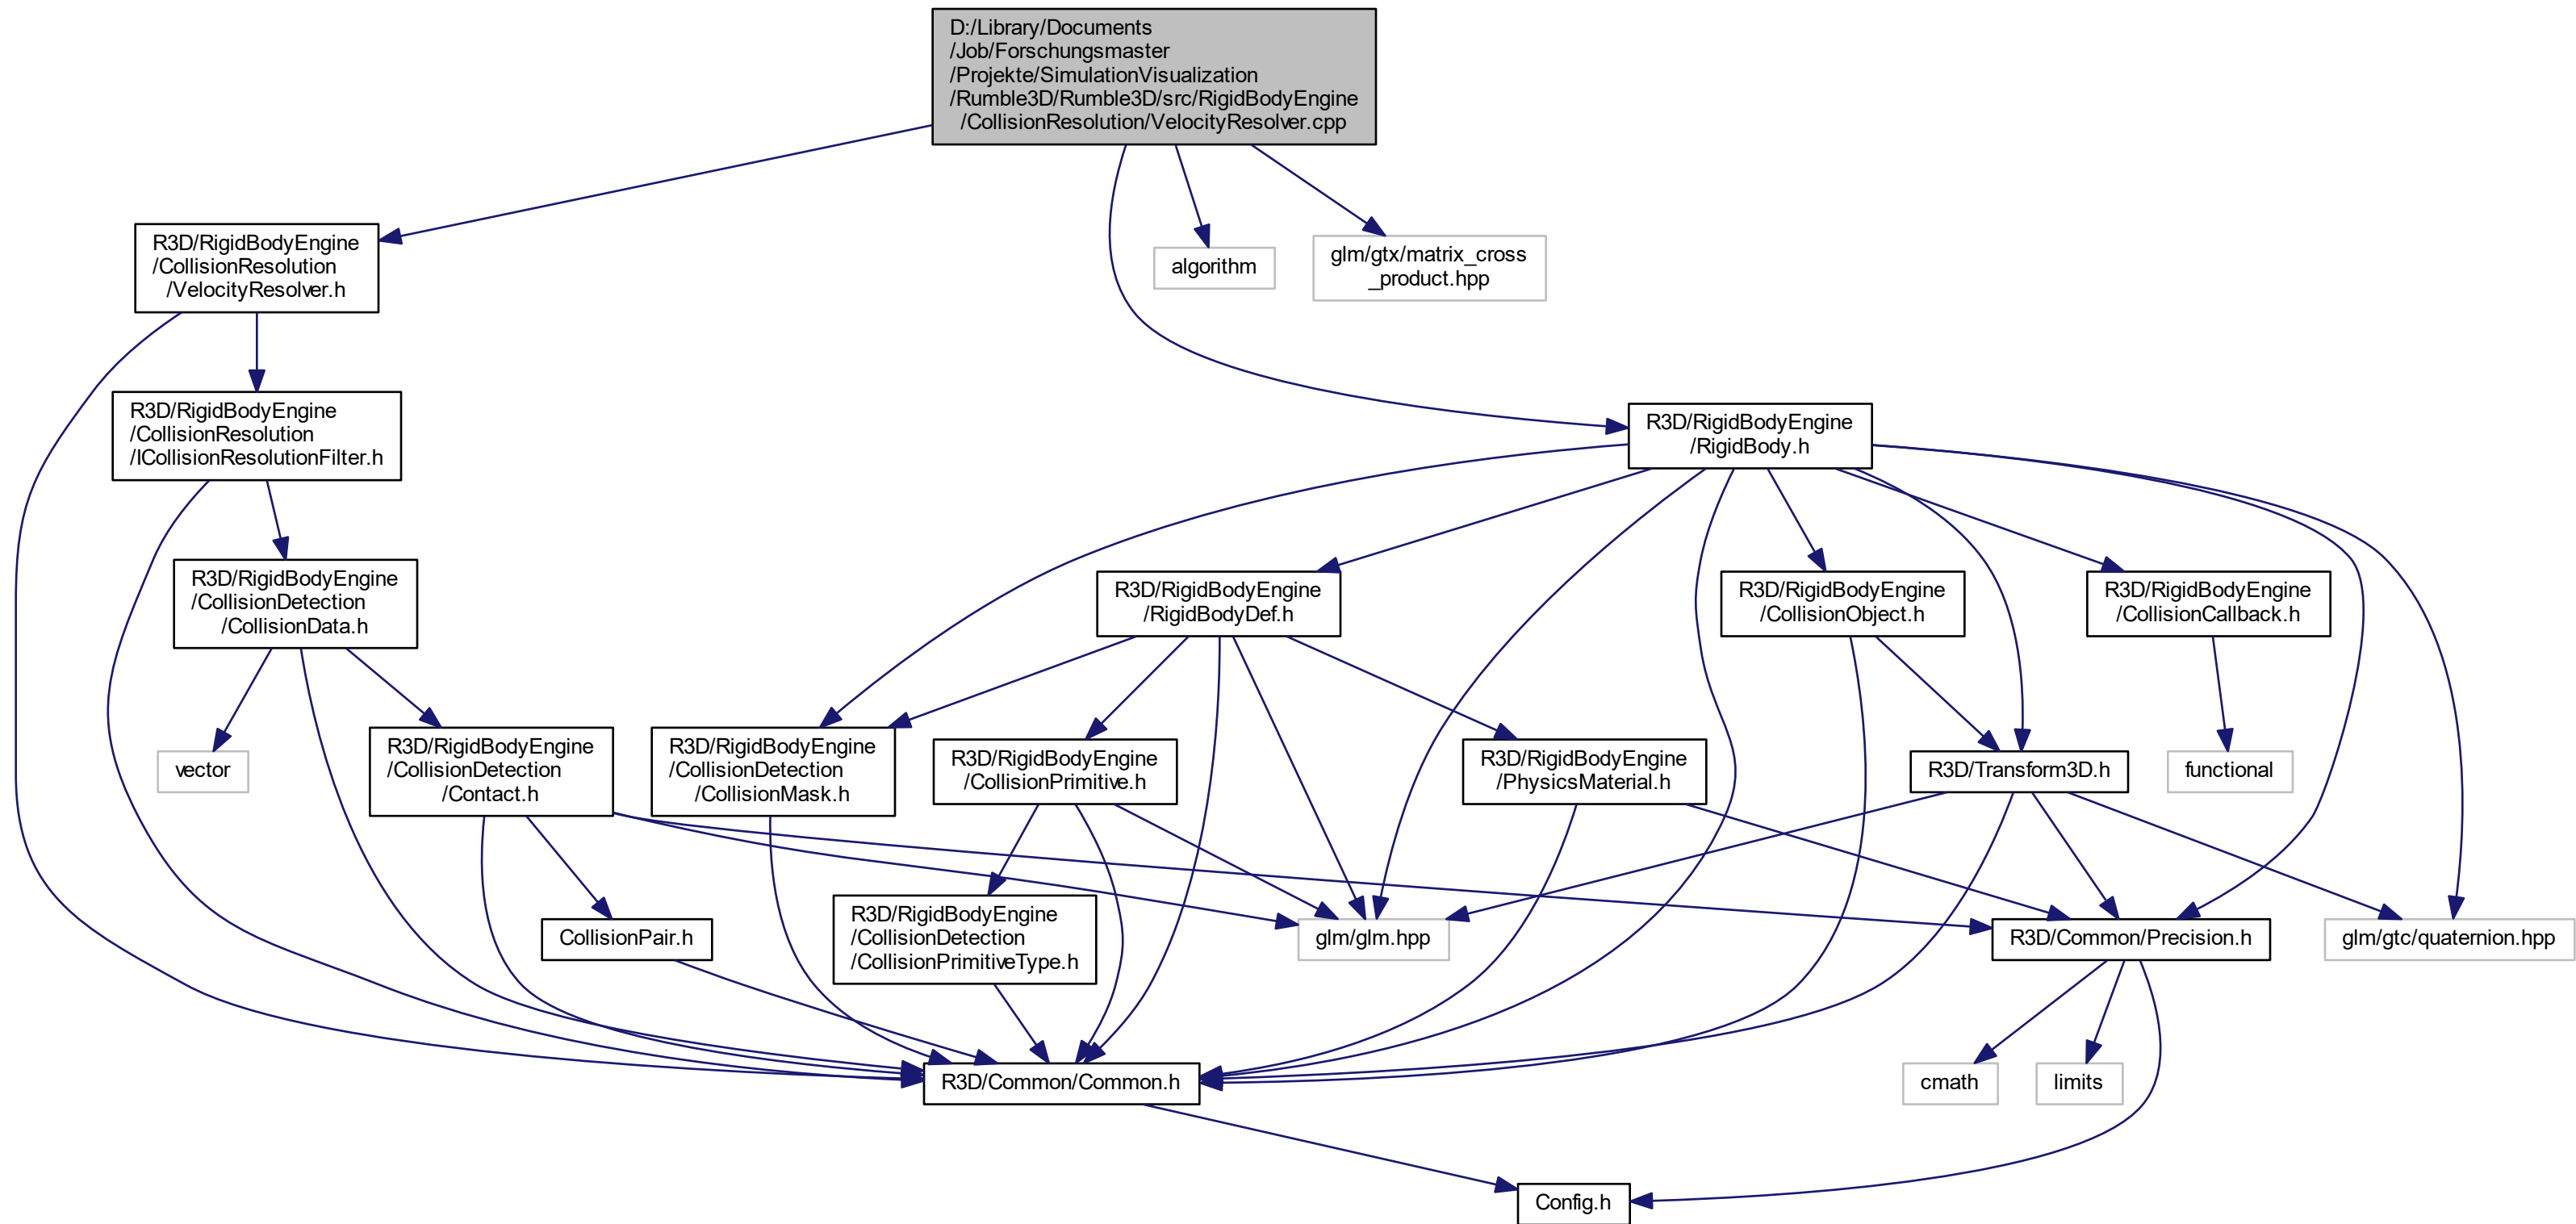 D:/Library/Documents
/Job/Forschungsmaster
/Projekte/SimulationVisualization
/Rumble3D/Rumble3D/src/RigidBodyEngine
/CollisionResolution/VelocityResolver.cpp
R3D/RigidBodyEngine
/CollisionResolution
/VelocityResolver.h
algorithm
glm/gtx/matrix_cross
_product.hpp
R3D/RigidBodyEngine
/CollisionResolution
/ICollisionResolutionFilter.h
R3D/RigidBodyEngine
/RigidBody.h
R3D/RigidBodyEngine
/CollisionDetection
/CollisionData.h
R3D/RigidBodyEngine
/RigidBodyDef.h
R3D/RigidBodyEngine
/CollisionObject.h
R3D/RigidBodyEngine
/CollisionCallback.h
vector
R3D/RigidBodyEngine
/CollisionDetection
/Contact.h
R3D/RigidBodyEngine
/CollisionDetection
/CollisionMask.h
R3D/RigidBodyEngine
/CollisionPrimitive.h
R3D/RigidBodyEngine
/PhysicsMaterial.h
R3D/Transform3D.h
functional
CollisionPair.h
R3D/RigidBodyEngine
/CollisionDetection
/CollisionPrimitiveType.h
glm/glm.hpp
R3D/Common/Precision.h
glm/gtc/quaternion.hpp
R3D/Common/Common.h
cmath
limits
Config.h